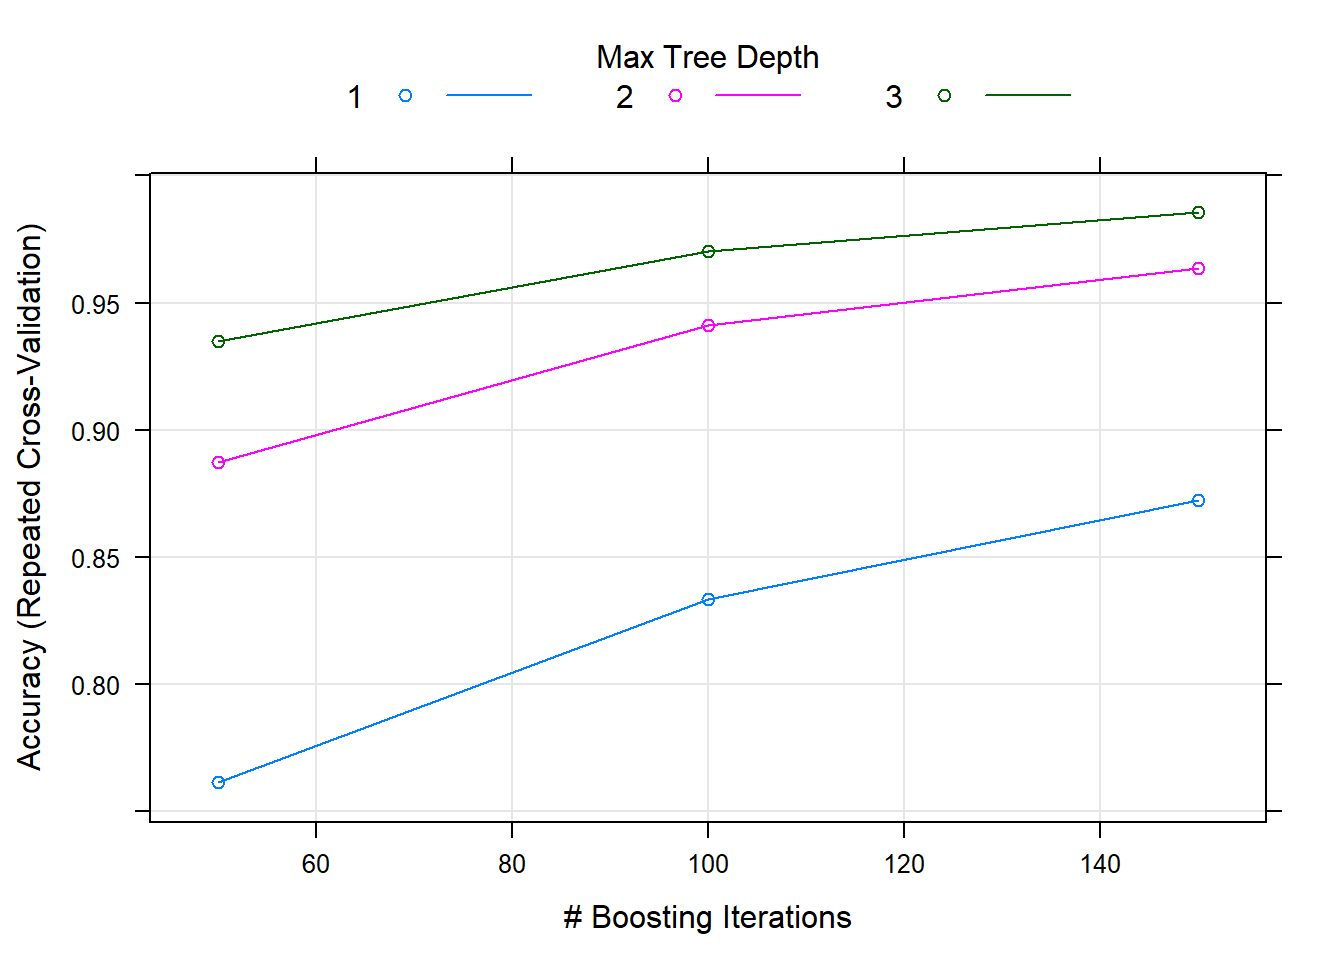 Max Tree Depth
1 2 3
Accuracy (Repeated Cross-Validation)
0.95
0.90
0.85
0.80
60 80 100 120 140
# Boosting Iterations